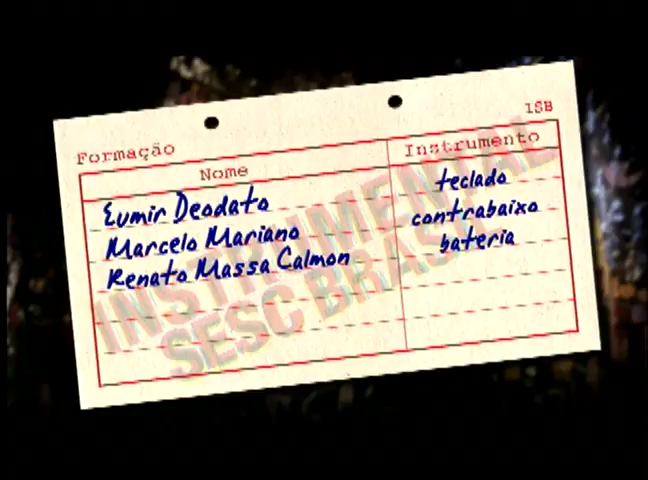 ISB
Formação
Nome Instrumento
Eumir Deodato teclado
Marcelo Mariano contrabaixo
Renato Massa Calmon bateria
INSTRUMENTAL
SESC BRASIL